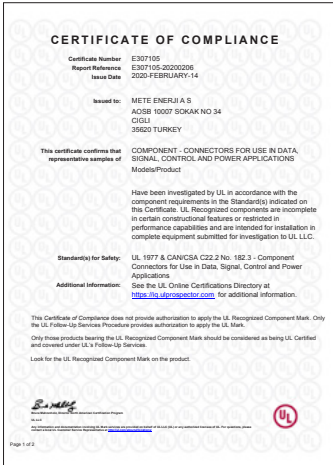 CERTIFICATE OF COMPLIANCE
Certificate Number E307105
Report Reference E307105-20200206
Issue Date 2020-FEBRUARY-14
Issued to: METE ENERJI A S
AOSB 10007 SOKAK NO 34
CIGLI
35620 TURKEY
This certificate confirms that COMPONENT - CONNECTORS FOR USE IN DATA,
representative samples of SIGNAL, CONTROL AND POWER APPLICATIONS
Models/Product
Have been investigated by UL in accordance with the
component requirements in the Standard(s) indicated on
this Certificate. UL Recognized components are incomplete
in certain constructional features or restricted in
performance capabilities and are intended for installation in
complete equipment submitted for investigation to UL LLC.
Standard(s) for Safety: UL 1977 & CAN/CSA C22.2 No. 182.3 - Component
Connectors for Use in Data, Signal, Control and Power
Applications
Additional Information: See the UL Online Certifications Directory at
https://iq.ulprospector.com for additional information.
This Certificate of Compliance does not provide authorization to apply the UL Recognized Component Mark. Only
the UL Follow-Up Services Procedure provides authorization to apply the UL Mark.
Only those products bearing the UL Recognized Component Mark should be considered as being UL Certified
and covered under UL's Follow-Up Services.
Look for the UL Recognized Component Mark on the product.
UL
Page 1 of 2